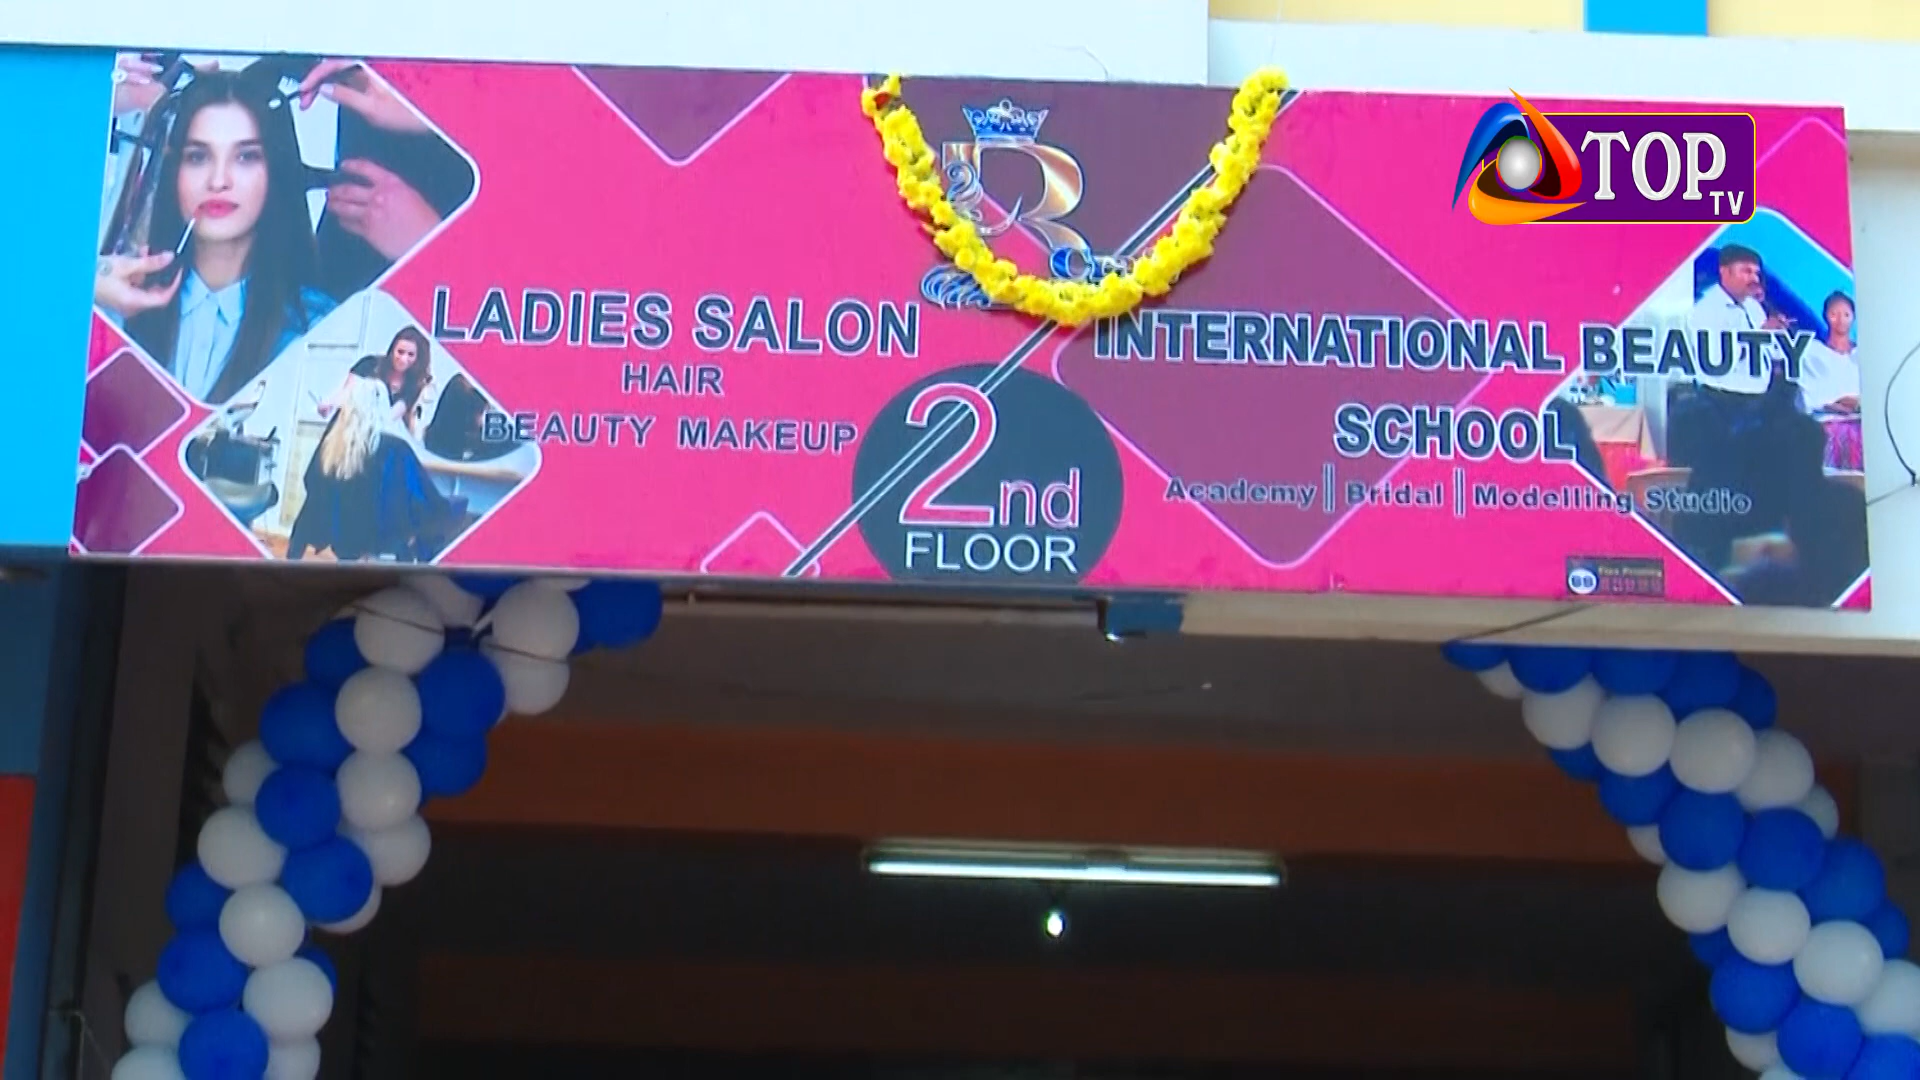 TOP
TV
R
LADIES SALON
HAIR
BEAUTY MAKEUP
2nd
FLOOR
INTERNATIONAL BEAUTY
SCHOOL
Academy || Bridal || Modelling Studio